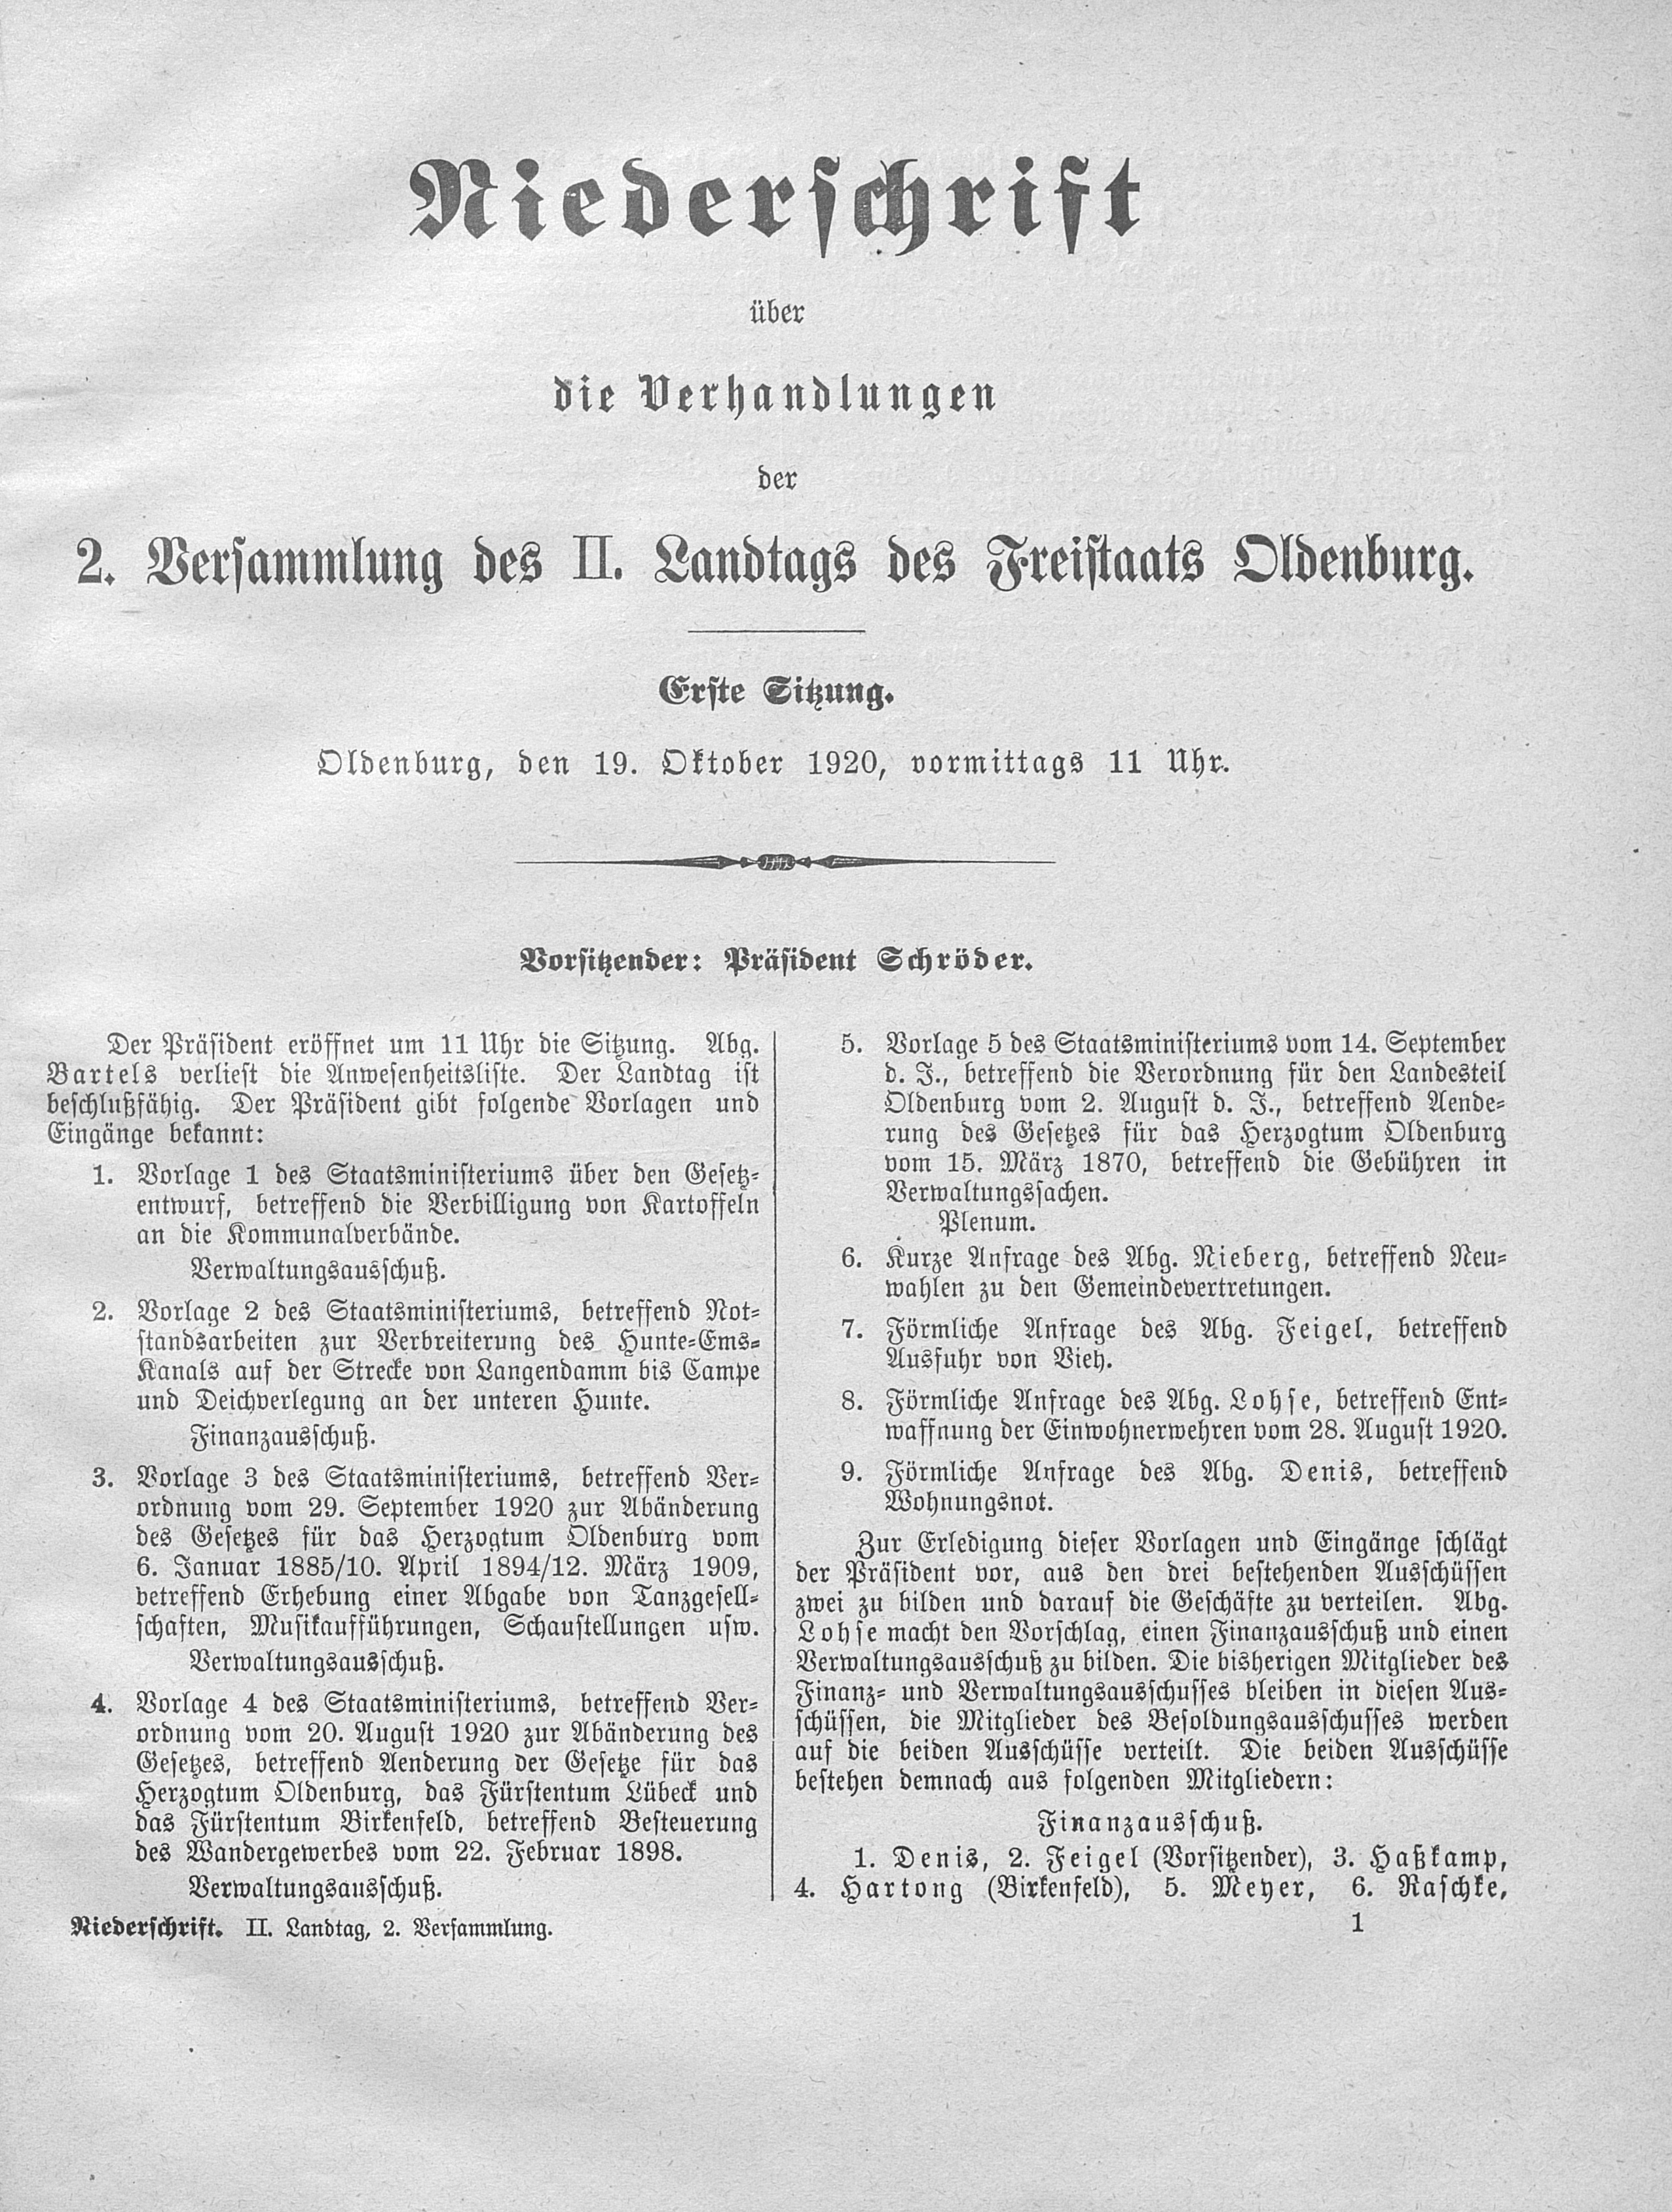 Niederschrift
über
die Verhandlungen
der
2. Versammlung des II. Landtags des Freistaats Oldenburg.
Erste Sitzung.
Oldenburg, den 19. Oktober 1920, vormittags 11 Uhr.
Vorsitzender: Präsident Schröder.
Der Präsident eröffnet um 11 Uhr die Sitzung. Abg.
Bartels verliest die Anwesenheitsliste. Der Landtag ist
beschlußfähig. Der Präsident gibt folgende Vorlagen und
Eingänge bekannt:
1. Vorlage 1 des Staatsministeriums über den Gesetz-
entwurf, betreffend die Verbilligung von Kartoffeln
an die Kommunalverbände.
Verwaltungsausschuß.
2. Vorlage 2 des Staatsministeriums, betreffend Not-
standsarbeiten zur Verbreiterung des Hunte-Ems-
Kanals auf der Strecke von Langendamm bis Campe
und Deichverlegung an der unteren Hunte.
Finanzausschuß.
3. Vorlage 3 des Staatsministeriums, betreffend Ver-
ordnung vom 29. September 1920 zur Abänderung
des Gesetzes für das Herzogtum Oldenburg vom
6. Januar 1885/10. April 1894/12. März 1909,
betreffend Erhebung einer Abgabe von Tanzgesell-
schaften, Musikaufführungen, Schaustellungen usw.
Verwaltungsausschuß.
4. Vorlage 4 des Staatsministeriums, betreffend Ver-
ordnung vom 20. August 1920 zur Abänderung des
Gesetzes, betreffend Aenderung der Gesetze für das
Herzogtum Oldenburg, das Fürstentum Lübeck und
das Fürstentum Birkenfeld, betreffend Besteuerung
des Wandergewerbes vom 22. Februar 1898.
Verwaltungsausschuß.
5. Vorlage 5 des Staatsministeriums vom 14. September
d. J., betreffend die Verordnung für den Landesteil
Oldenburg vom 2. August d. J., betreffend Aende-
rung des Gesetzes für das Herzogtum Oldenburg
vom 15. März 1870, betreffend die Gebühren in
Verwaltungssachen.
Plenum.
6. Kurze Anfrage des Abg. Nieberg, betreffend Neu-
wahlen zu den Gemeindevertretungen.
7. Förmliche Anfrage des Abg. Feigel, betreffend
Ausfuhr von Vieh.
8. Förmliche Anfrage des Abg. Lohse, betreffend Ent-
waffnung der Einwohnerwehren vom 28. August 1920.
9. Förmliche Anfrage des Abg. Denis, betreffend
Wohnungsnot.
Zur Erledigung dieser Vorlagen und Eingänge schlägt
der Präsident vor, aus den drei bestehenden Ausschüssen
zwei zu bilden und darauf die Geschäfte zu verteilen. Abg.
Lohse macht den Vorschlag, einen Finanzausschuß und einen
Verwaltungsausschuß zu bilden. Die bisherigen Mitglieder des
Finanz- und Verwaltungsausschusses bleiben in diesen Aus-
schüssen, die Mitglieder des Besoldungsausschusses werden
auf die beiden Ausschüsse verteilt. Die beiden Ausschüsse
bestehen demnach aus folgenden Mitgliedern:
Finanzausschuß.
1. Denis, 2. Feigel (Vorsitzender), 3. Haßkamp,
4. Hartong (Birkenfeld), 5. Meyer, 6. Raschke,
Niederschrift. II. Landtag, 2. Versammlung.
1